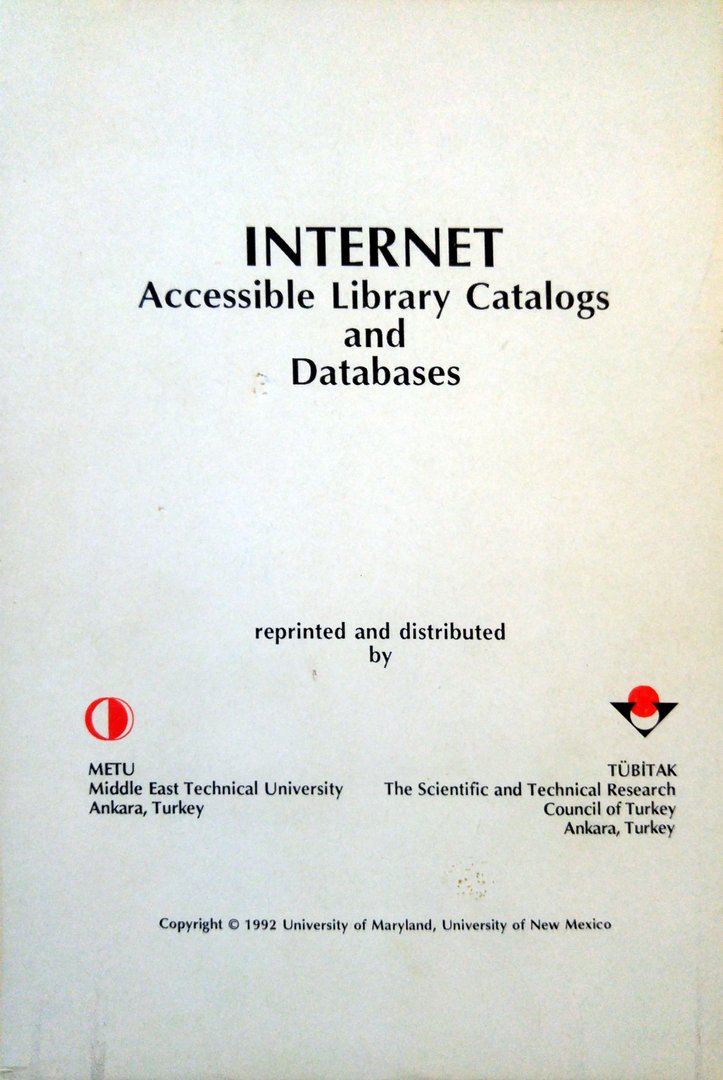 INTERNET
Accessible Library Catalogs
and
Databases
reprinted and distributed
by
METU
Middle East Technical University
Ankara, Turkey
TÜBİTAK
The Scientific and Technical Research
Council of Turkey
Ankara, Turkey
Copyright © 1992 University of Maryland, University of New Mexico